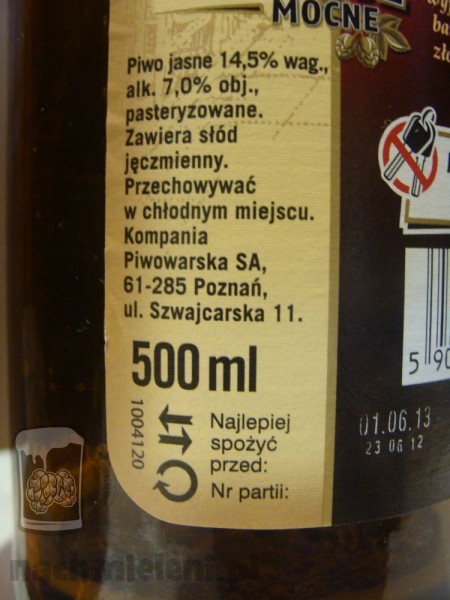 MOCNE
Piwo jasne 14,5% wag.,
alk. 7,0% obj.,
pasteryzowane.
Zawiera słód
jęczmienny.
Przechowywać
w chłodnym miejscu.
Kompania
Piwowarska SA,
61-285 Poznań,
ul. Szwajcarska 11.
500 ml
1004120
Najlepiej
spożyć
przed:
Nr partii:
01.06.13
23 06 12
5 90
nachmieleni.pl